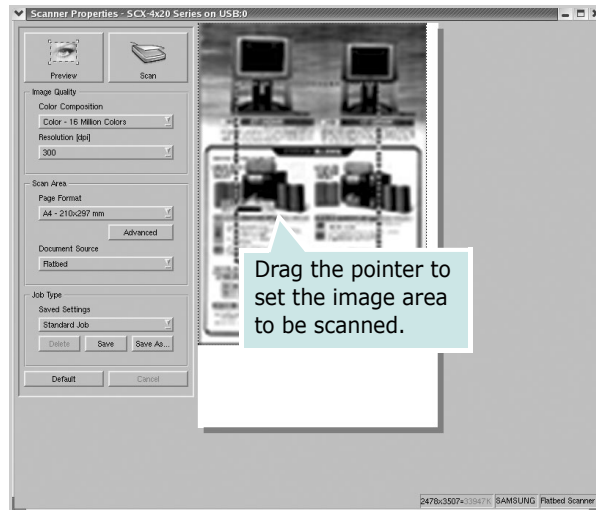 Scanner Properties - SCX-4x20 Series on USB:0
Preview
Scan
Image Quality
Color Composition
Color - 16 Million Colors
Resolution [dpi]
300
Scan Area
Page Format
A4 - 210x297 mm
Advanced
Document Source
Flatbed
Job Type
Saved Settings
Standard Job
Delete
Save
Save As...
Default
Cancel
Drag the pointer to
set the image area
to be scanned.
2478x3507=33947K
SAMSUNG
Flatbed Scanner